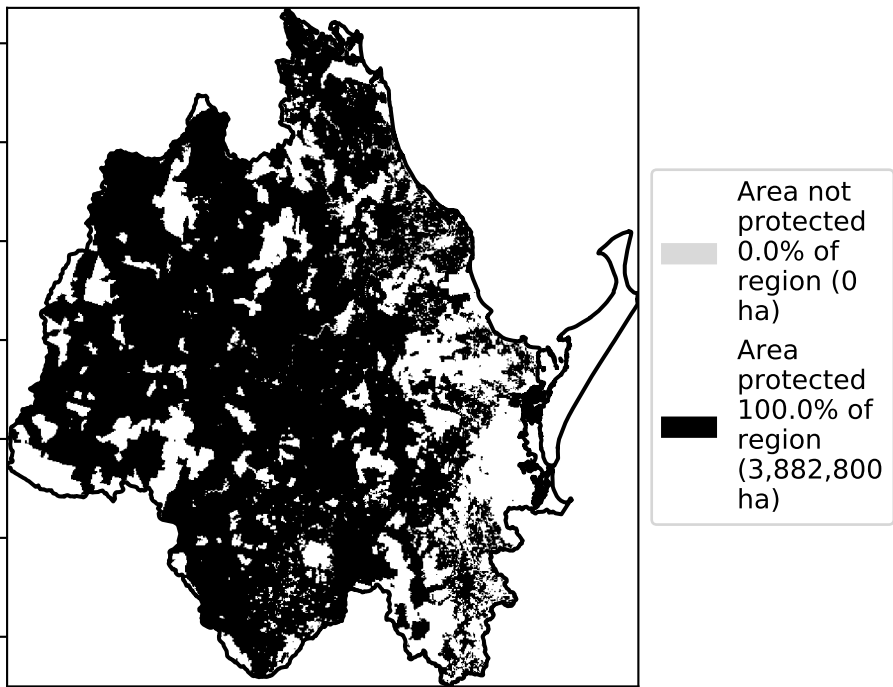 Area not
protected
0.0% of
region (0
ha)
Area
protected
100.0% of
region
(3,882,800
ha)